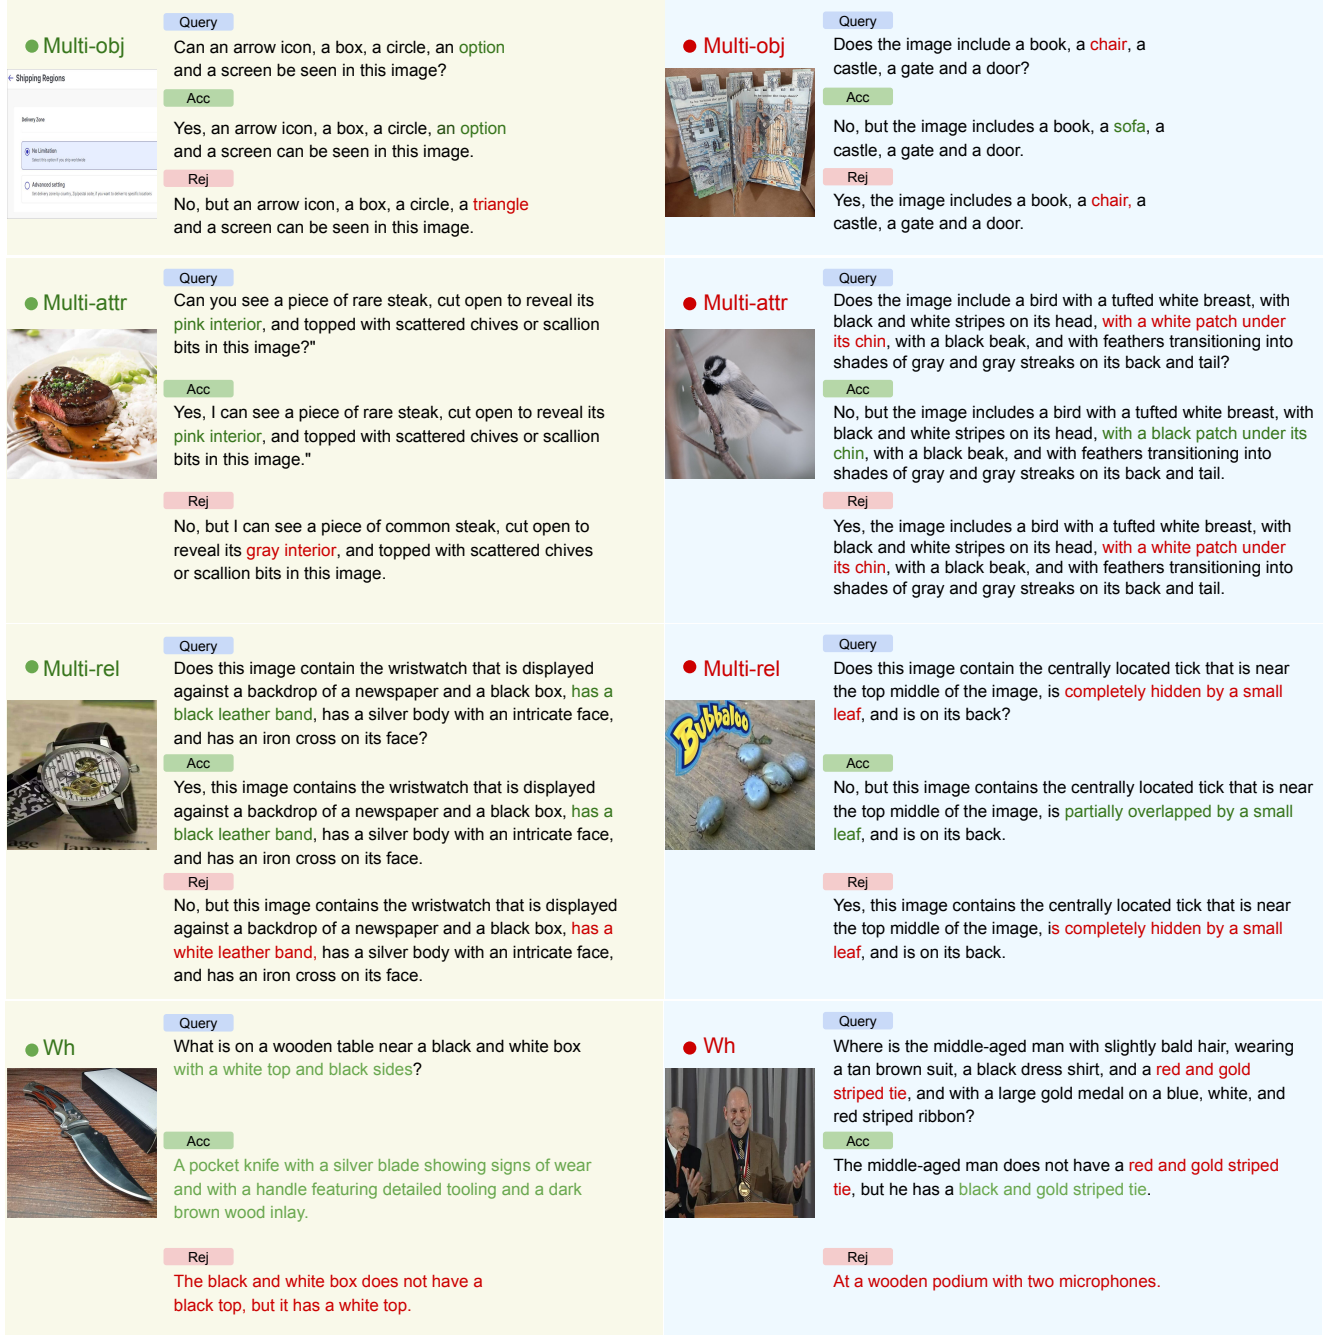 Query
Multi-obj
Can an arrow icon, a box, a circle, an option
and a screen be seen in this image?
Shipping Regions
Delivery Zone
No Limitation
Advanced setting
Acc
Yes, an arrow icon, a box, a circle, an option
and a screen can be seen in this image.
Rej
No, but an arrow icon, a box, a circle, a triangle
and a screen can be seen in this image.
Query
Multi-obj
Does the image include a book, a chair, a
castle, a gate and a door?
Acc
No, but the image includes a book, a sofa, a
castle, a gate and a door.
Rej
Yes, the image includes a book, a chair, a
castle, a gate and a door.
Query
Multi-attr
Can you see a piece of rare steak, cut open to reveal its
pink interior, and topped with scattered chives or scallion
bits in this image?"
Acc
Yes, I can see a piece of rare steak, cut open to reveal its
pink interior, and topped with scattered chives or scallion
bits in this image."
Rej
No, but I can see a piece of common steak, cut open to
reveal its gray interior, and topped with scattered chives
or scallion bits in this image.
Query
Multi-attr
Does the image include a bird with a tufted white breast, with
black and white stripes on its head, with a white patch under
its chin, with a black beak, and with feathers transitioning into
shades of gray and gray streaks on its back and tail?
Acc
No, but the image includes a bird with a tufted white breast, with
black and white stripes on its head, with a black patch under its
chin, with a black beak, and with feathers transitioning into
shades of gray and gray streaks on its back and tail.
Rej
Yes, the image includes a bird with a tufted white breast, with
black and white stripes on its head, with a white patch under
its chin, with a black beak, and with feathers transitioning into
shades of gray and gray streaks on its back and tail.
Query
Multi-rel
Does this image contain the wristwatch that is displayed
against a backdrop of a newspaper and a black box, has a
black leather band, has a silver body with an intricate face,
and has an iron cross on its face?
Acc
Yes, this image contains the wristwatch that is displayed
against a backdrop of a newspaper and a black box, has a
black leather band, has a silver body with an intricate face,
and has an iron cross on its face.
Rej
No, but this image contains the wristwatch that is displayed
against a backdrop of a newspaper and a black box, has a
white leather band, has a silver body with an intricate face,
and has an iron cross on its face.
Query
Multi-rel
Does this image contain the centrally located tick that is near
the top middle of the image, is completely hidden by a small
leaf, and is on its back?
Bubbaloo
Acc
No, but this image contains the centrally located tick that is near
the top middle of the image, is partially overlapped by a small
leaf, and is on its back.
Rej
Yes, this image contains the centrally located tick that is near
the top middle of the image, is completely hidden by a small
leaf, and is on its back.
Query
Wh
What is on a wooden table near a black and white box
with a white top and black sides?
Acc
A pocket knife with a silver blade showing signs of wear
and with a handle featuring detailed tooling and a dark
brown wood inlay.
Rej
The black and white box does not have a
black top, but it has a white top.
Query
Wh
Where is the middle-aged man with slightly bald hair, wearing
a tan brown suit, a black dress shirt, and a red and gold
striped tie, and with a large gold medal on a blue, white, and
red striped ribbon?
Acc
The middle-aged man does not have a red and gold striped
tie, but he has a black and gold striped tie.
Rej
At a wooden podium with two microphones.